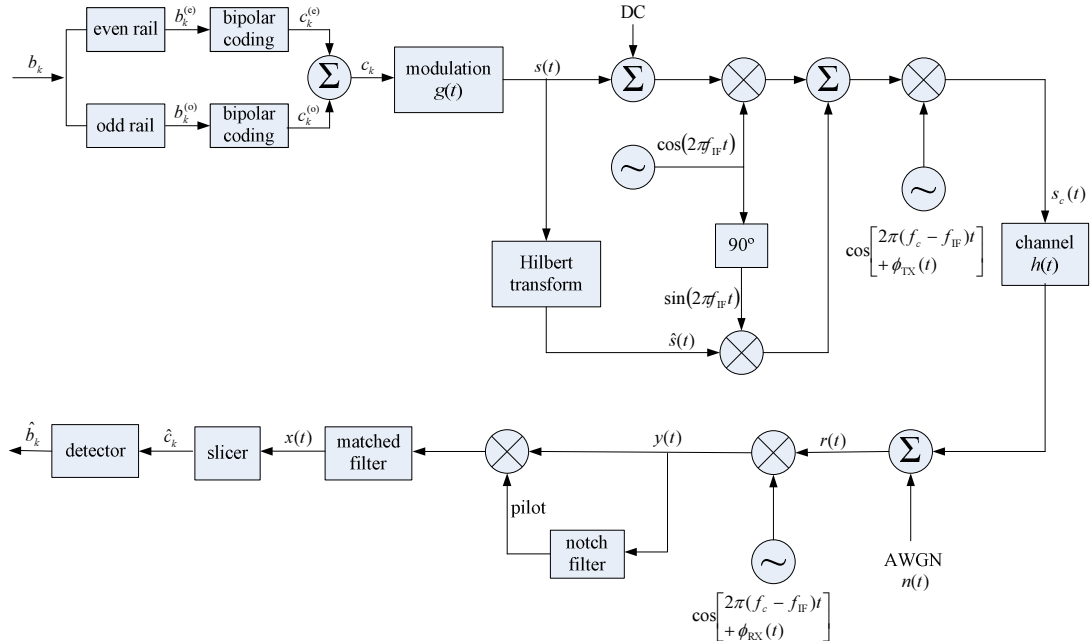 even rail
b_k^(e)
bipolar
coding
c_k^(e)
b_k
Σ
c_k
modulation
g(t)
odd rail
b_k^(o)
bipolar
coding
c_k^(o)
s(t)
DC
Σ
Σ
cos(2πf_IF t)
~
90°
sin(2πf_IF t)
Hilbert
transform
ŝ(t)
~
cos[2π(f_c − f_IF)t
+ ϕ_TX(t)]
s_c(t)
channel
h(t)
b̂_k
detector
ĉ_k
slicer
x(t)
matched
filter
pilot
notch
filter
y(t)
r(t)
Σ
~
cos[2π(f_c − f_IF)t
+ ϕ_RX(t)]
AWGN
n(t)